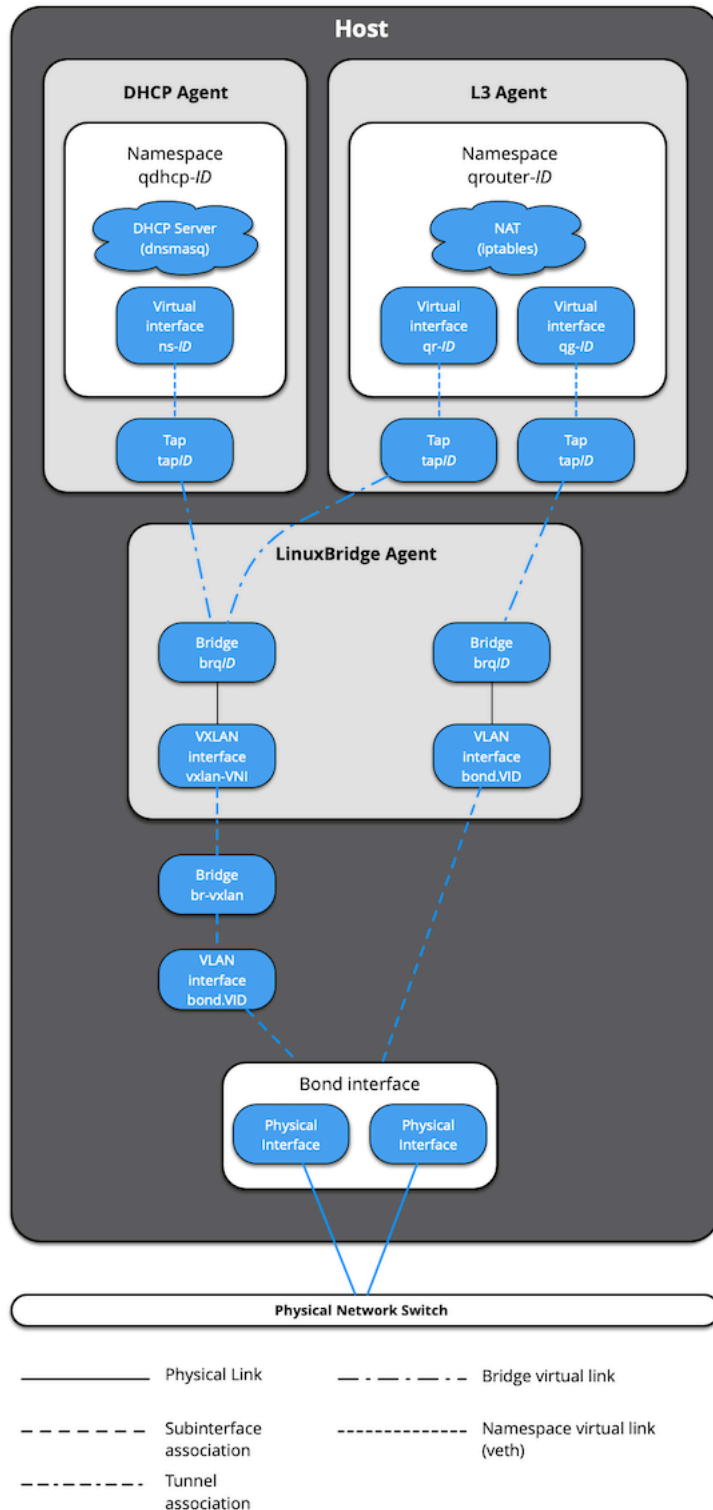 Host
DHCP Agent
Namespace
qdhcp-ID
DHCP Server
(dnsmasq)
Virtual
interface
ns-ID
Tap
tapID
L3 Agent
Namespace
qrouter-ID
NAT
(iptables)
Virtual
interface
qr-ID
Virtual
interface
qg-ID
Tap
tapID
Tap
tapID
LinuxBridge Agent
Bridge
brqID
Bridge
brqID
VXLAN
interface
vxlan-VNI
VLAN
interface
bond.VID
Bridge
br-vxlan
VLAN
interface
bond.VID
Bond interface
Physical
Interface
Physical
Interface
Physical Network Switch
Physical Link
Bridge virtual link
Subinterface
association
Namespace virtual link
(veth)
Tunnel
association